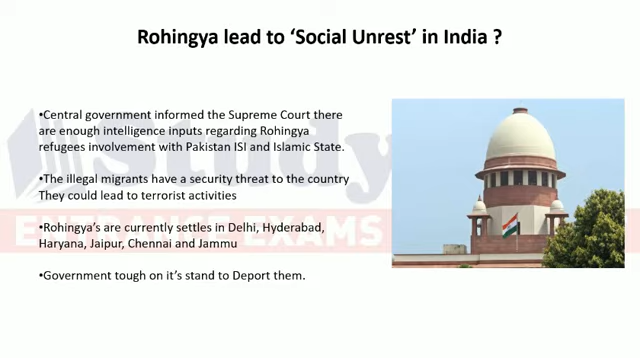 Rohingya lead to ‘Social Unrest’ in India ?
•Central government informed the Supreme Court there
are enough intelligence inputs regarding Rohingya
refugees involvement with Pakistan ISI and Islamic State.
•The illegal migrants have a security threat to the country
They could lead to terrorist activities
•Rohingya’s are currently settles in Delhi, Hyderabad,
Haryana, Jaipur, Chennai and Jammu
•Government tough on it’s stand to Deport them.
Study
ENTRANCE EXAMS